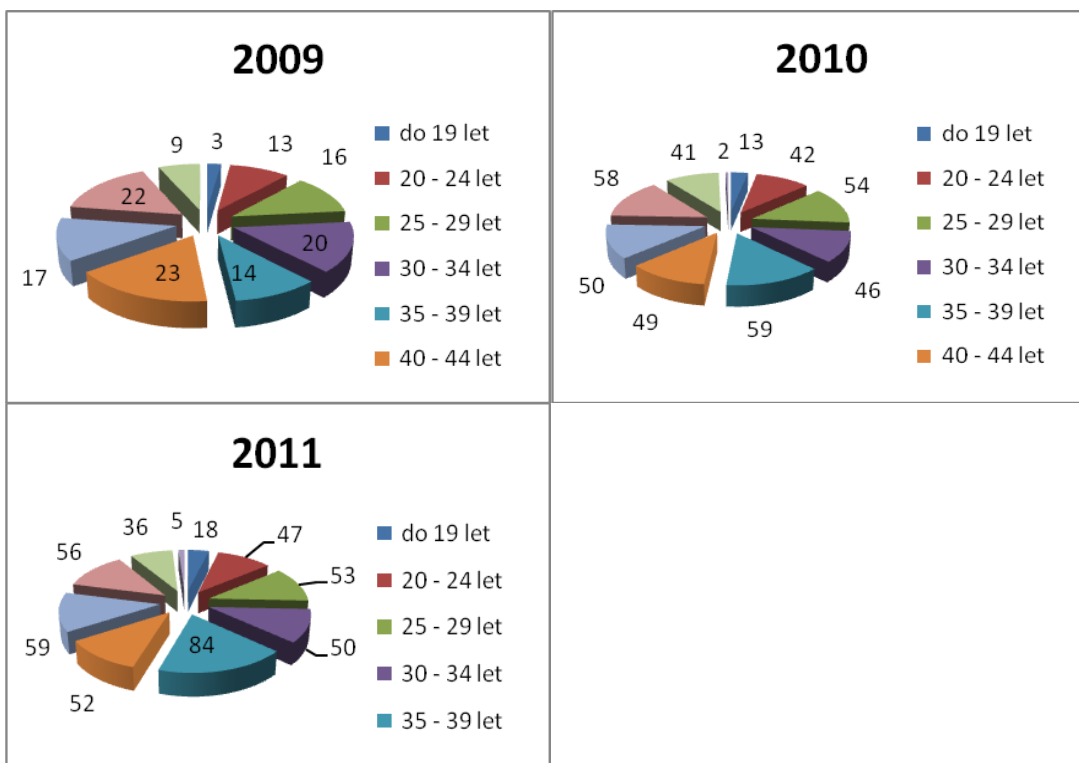 2009
9
3
13
16
22
20
17
23
14
do 19 let
20 - 24 let
25 - 29 let
30 - 34 let
35 - 39 let
40 - 44 let
2010
41
2
13
42
58
54
50
46
49
59
do 19 let
20 - 24 let
25 - 29 let
30 - 34 let
35 - 39 let
40 - 44 let
2011
36
5
18
47
56
53
59
84
50
52
do 19 let
20 - 24 let
25 - 29 let
30 - 34 let
35 - 39 let